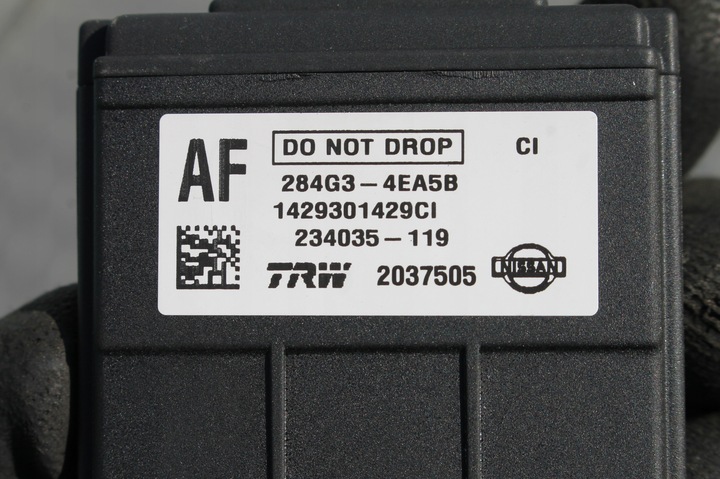 AF
DO NOT DROP
CI
284G3-4EA5B
1429301429CI
234035-119
TRW 2037505 NISSAN